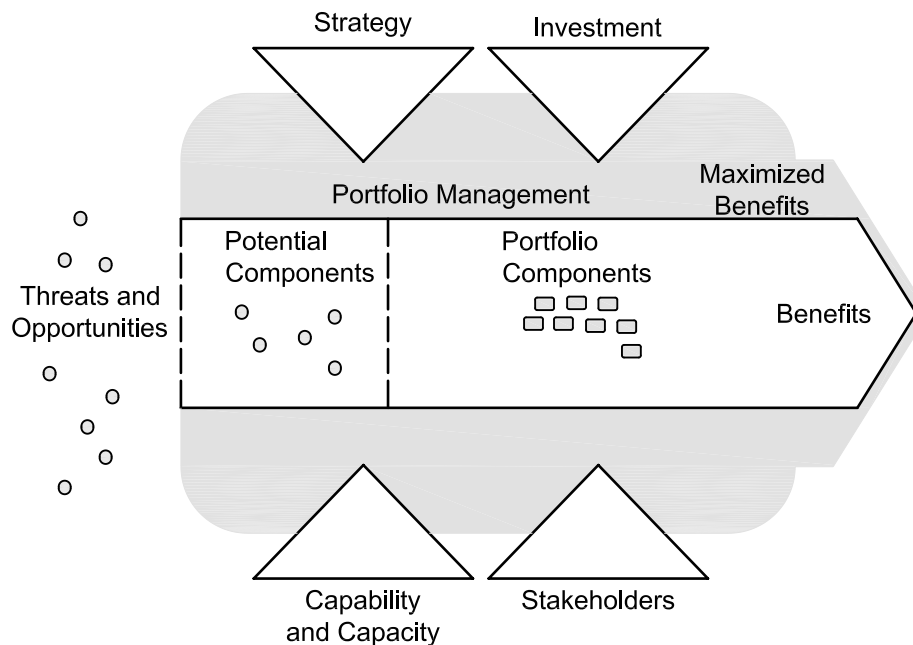 Strategy
Investment
Portfolio Management
Maximized
Benefits
Potential
Components
Portfolio
Components
Threats and
Opportunities
Benefits
Capability
and Capacity
Stakeholders